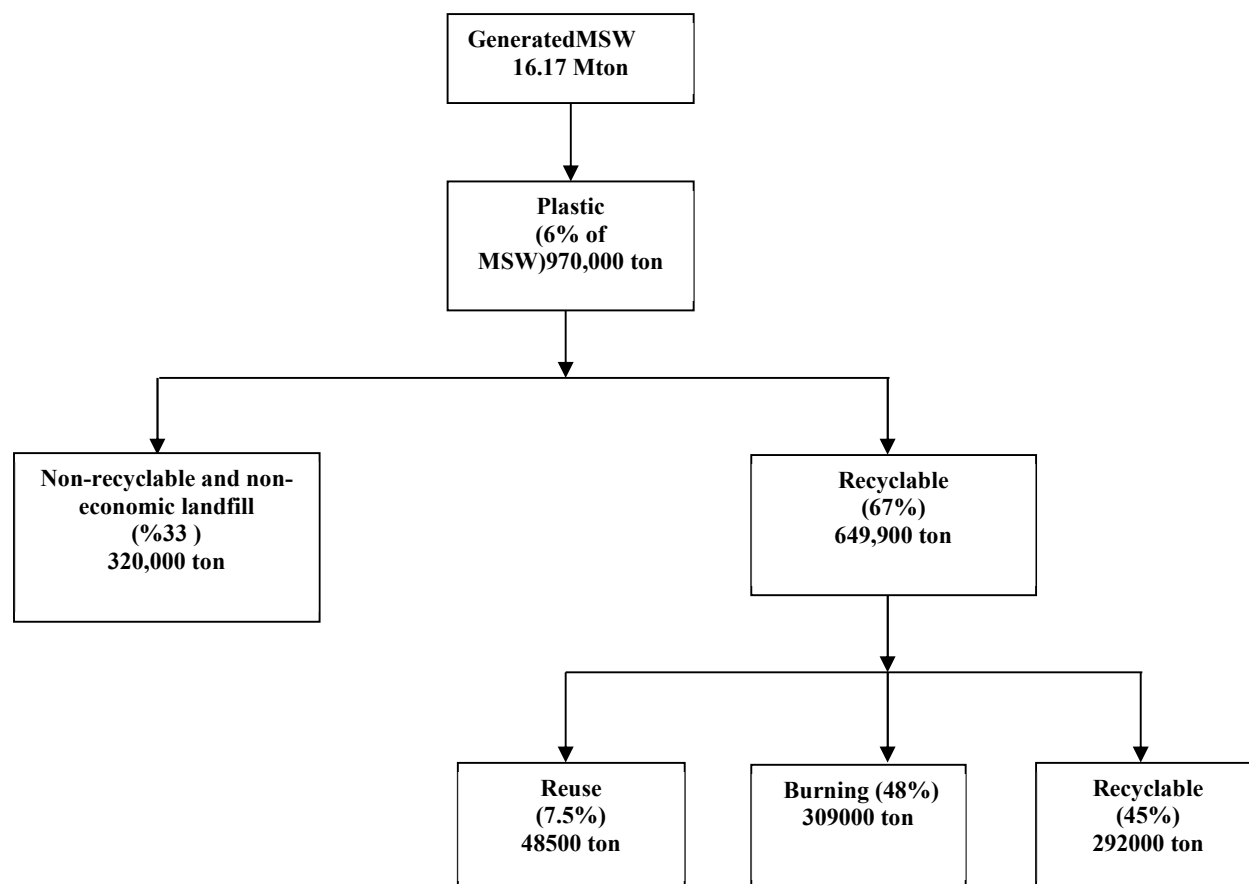 GeneratedMSW
16.17 Mton
Plastic
(6% of
MSW)970,000 ton
Non-recyclable and non-
economic landfill
(%33 )
320,000 ton
Recyclable
(67%)
649,900 ton
Reuse
(7.5%)
48500 ton
Burning (48%)
309000 ton
Recyclable
(45%)
292000 ton